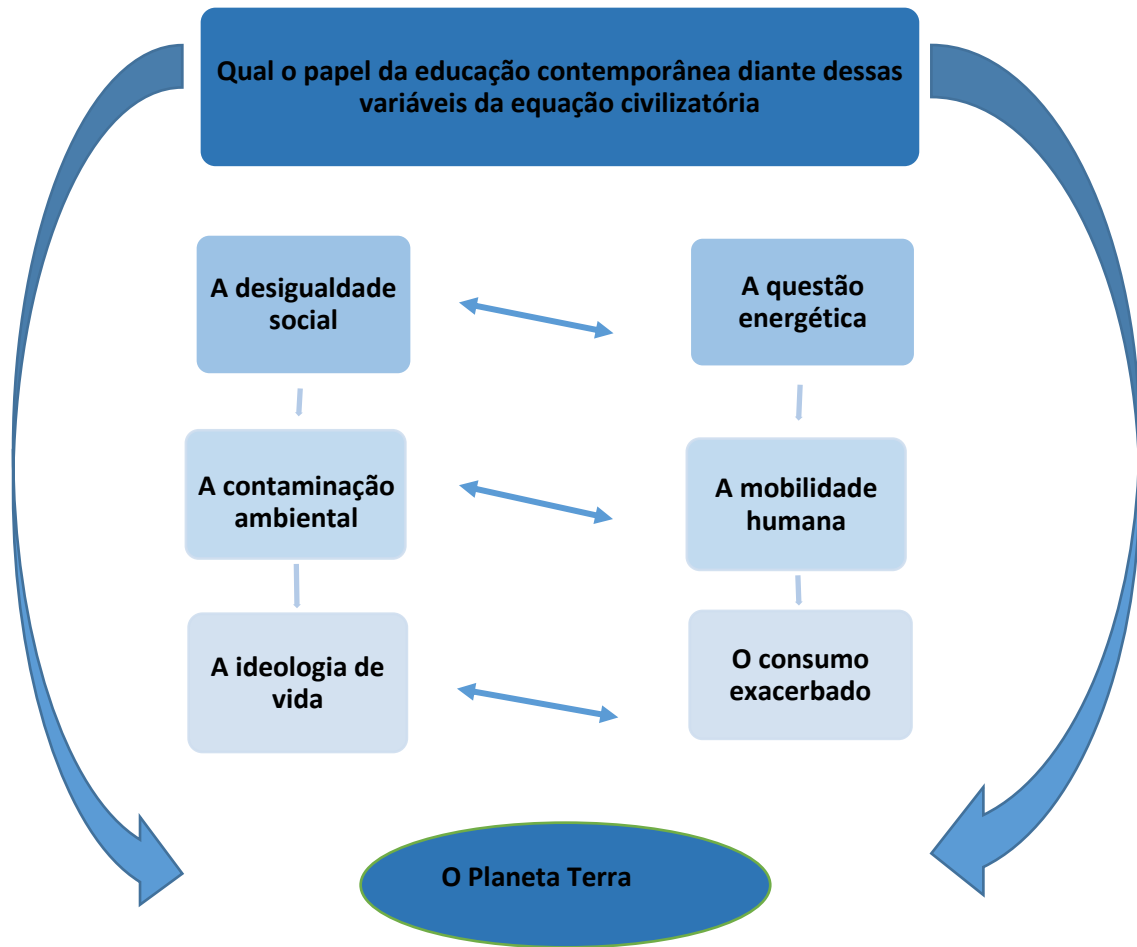 Qual o papel da educação contemporânea diante dessas
variáveis da equação civilizatória
A desigualdade
social
A questão
energética
A contaminação
ambiental
A mobilidade
humana
A ideologia de
vida
O consumo
exacerbado
O Planeta Terra